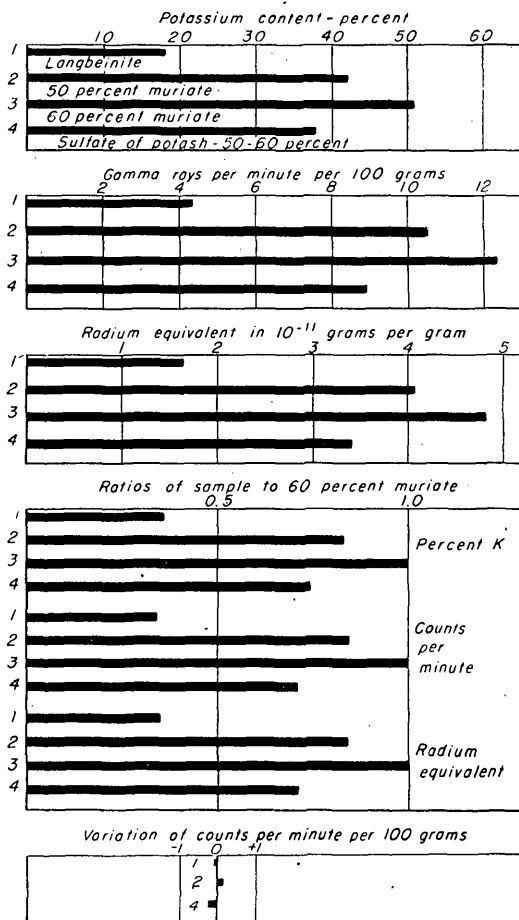 Potassium content-percent
10 20 30 40 50 60
1
Langbeinite
2
50 percent muriate
3
60 percent muriate
4
Sulfate of potash-50-60 percent
Gamma rays per minute per 100 grams
2 4 6 8 10 12
1
2
3
4
Radium equivalent in 10⁻¹¹ grams per gram
1 2 3 4 5
1
2
3
4
Ratios of sample to 60 percent muriate
0.5 1.0
1
2
Percent K
3
4
1
Counts
2
per
3
minute
4
1
2
Radium
3
equivalent
4
Variation of counts per minute per 100 grams
-1 0 +1
1
2
4